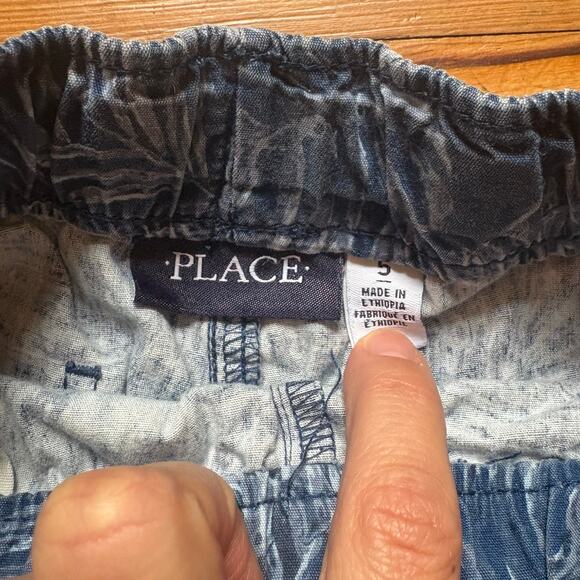 ·PLACE·
5
MADE IN
ETHIOPIA
FABRIQUÉ EN
ÉTHIOPIE